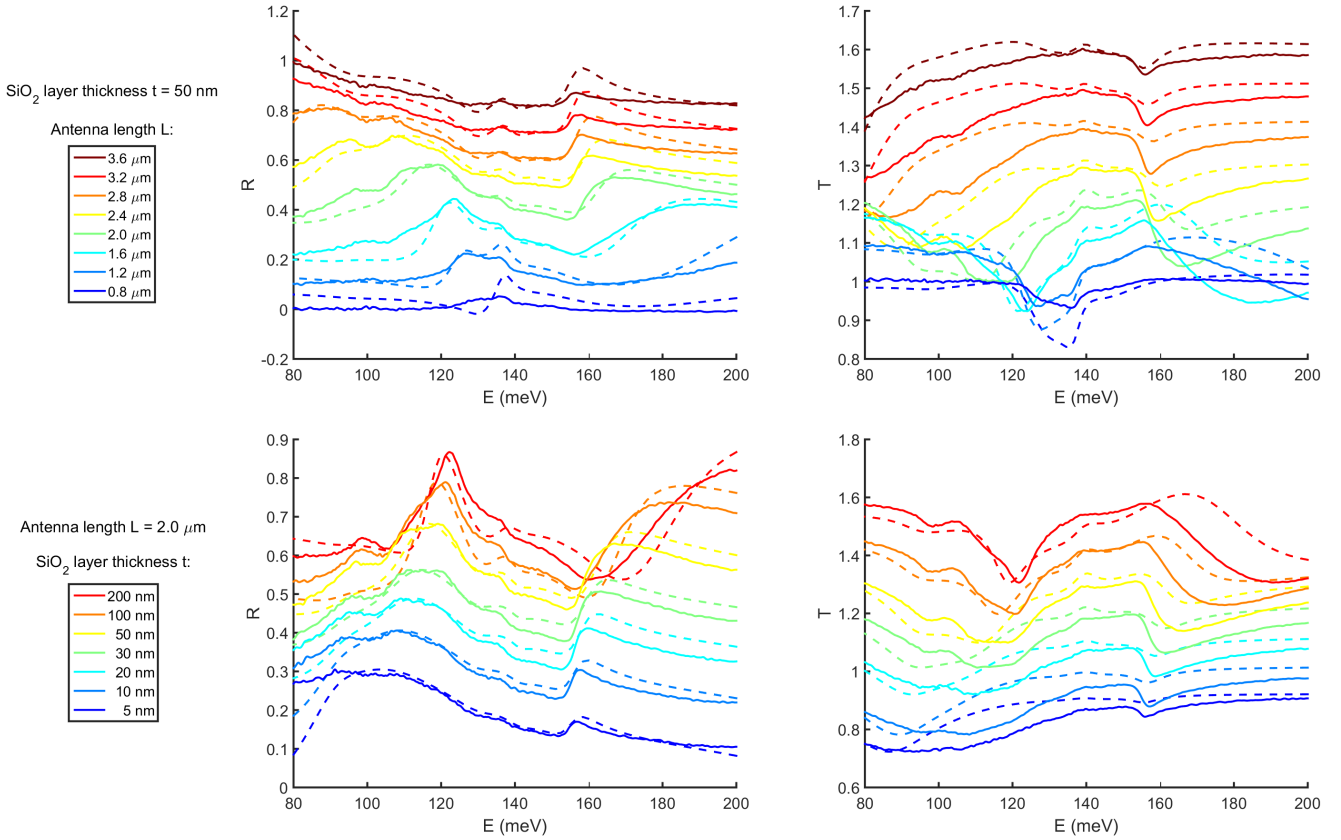 SiO2 layer thickness t = 50 nm
Antenna length L:
3.6 μm
3.2 μm
2.8 μm
2.4 μm
2.0 μm
1.6 μm
1.2 μm
0.8 μm
1.2
1
0.8
0.6
0.4
0.2
0
-0.2
R
80 100 120 140 160 180 200
E (meV)
1.7
1.6
1.5
1.4
1.3
1.2
1.1
1.0
0.9
0.8
T
80 100 120 140 160 180 200
E (meV)
Antenna length L = 2.0 μm
SiO2 layer thickness t:
200 nm
100 nm
50 nm
30 nm
20 nm
10 nm
5 nm
0.9
0.8
0.7
0.6
0.5
0.4
0.3
0.2
0.1
0
R
80 100 120 140 160 180 200
E (meV)
1.8
1.6
1.4
1.2
1
0.8
0.6
T
80 100 120 140 160 180 200
E (meV)